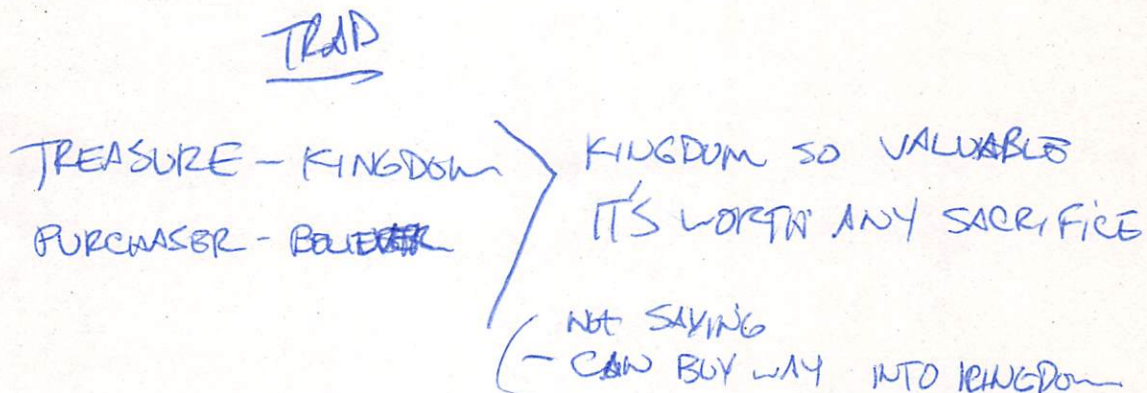 TRAD
TREASURE - KINGDOM
PURCHASER - BELIEVER
KINGDOM SO VALUABLE
IT'S WORTH ANY SACRIFICE
(NOT SAYING
- CAN BUY WAY INTO KINGDOM